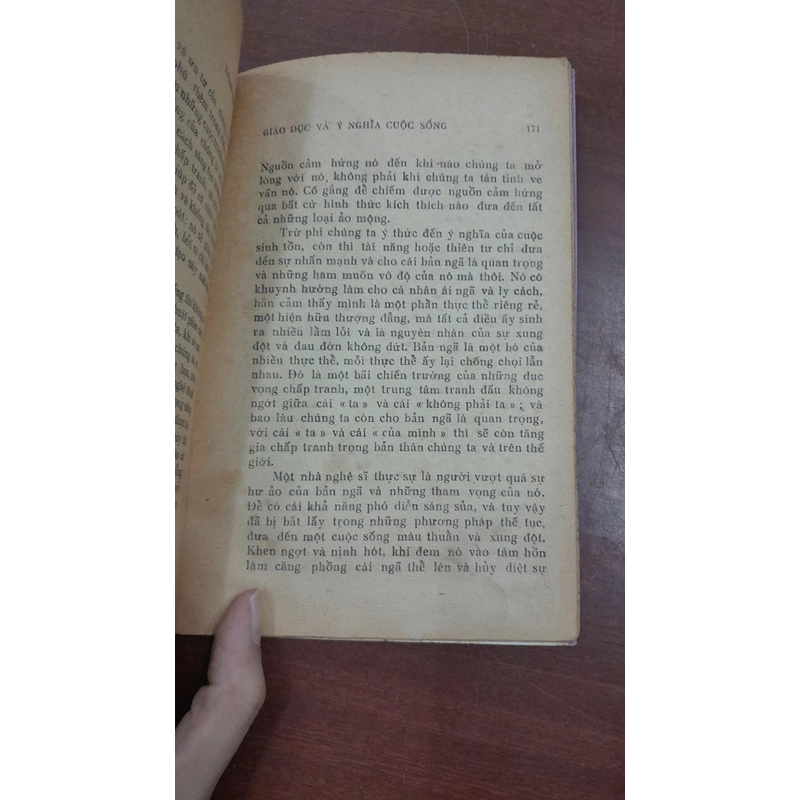 GIÁO DỤC VÀ Ý NGHĨA CUỘC SỐNG 171
Nguồn cảm hứng nó đến khi nào chúng ta mở
lòng với nó, không phải khi chúng ta tán tỉnh ve
vãn nó. Cố gắng để chiếm được nguồn cảm hứng
qua bất cứ hình thức kích thích nào đưa đến tất
cả những loại ảo mộng.
Trừ phi chúng ta ý thức đến ý nghĩa của cuộc
sinh tồn, còn thì tài năng hoặc thiên tư chỉ đưa
đến sự nhấn mạnh và cho cái bản ngã là quan trọng
và những ham muốn vô độ của nó mà thôi. Nó có
khuynh hướng làm cho cá nhân ái ngã và ly cách,
hắn cảm thấy mình là một phần thực thể riêng rẽ,
một hiện hữu thượng đẳng, mà tất cả điều ấy sinh
ra nhiều lầm lỗi và là nguyên nhân của sự xung
đột và đau đớn không dứt. Bản ngã là một bó của
nhiều thực thể, mỗi thực thể ấy lại chống chọi lẫn
nhau. Đó là một bãi chiến trường của những dục
vọng chấp tranh, một trung tâm tranh đấu không
ngớt giữa cái « ta » và cái « không phải ta » ; và
bao lâu chúng ta còn cho bản ngã là quan trọng,
với cái « ta » và cái « của mình » thì sẽ còn tăng
gia chấp tranh trong bản thân chúng ta và trên thế
giới.
Một nhà nghệ sĩ thực sự là người vượt quá sự
hư ảo của bản ngã và những tham vọng của nó.
Để có cái khả năng phó diễn sáng sủa, và tuy vậy
đã bị bắt lấy trong những phương pháp thế tục,
đưa đến một cuộc sống mâu thuẫn và xung đột.
Khen ngợt và nịnh hót, khi đem nó vào tâm hồn
làm căng phồng cái ngã thể lên và hủy diệt sự